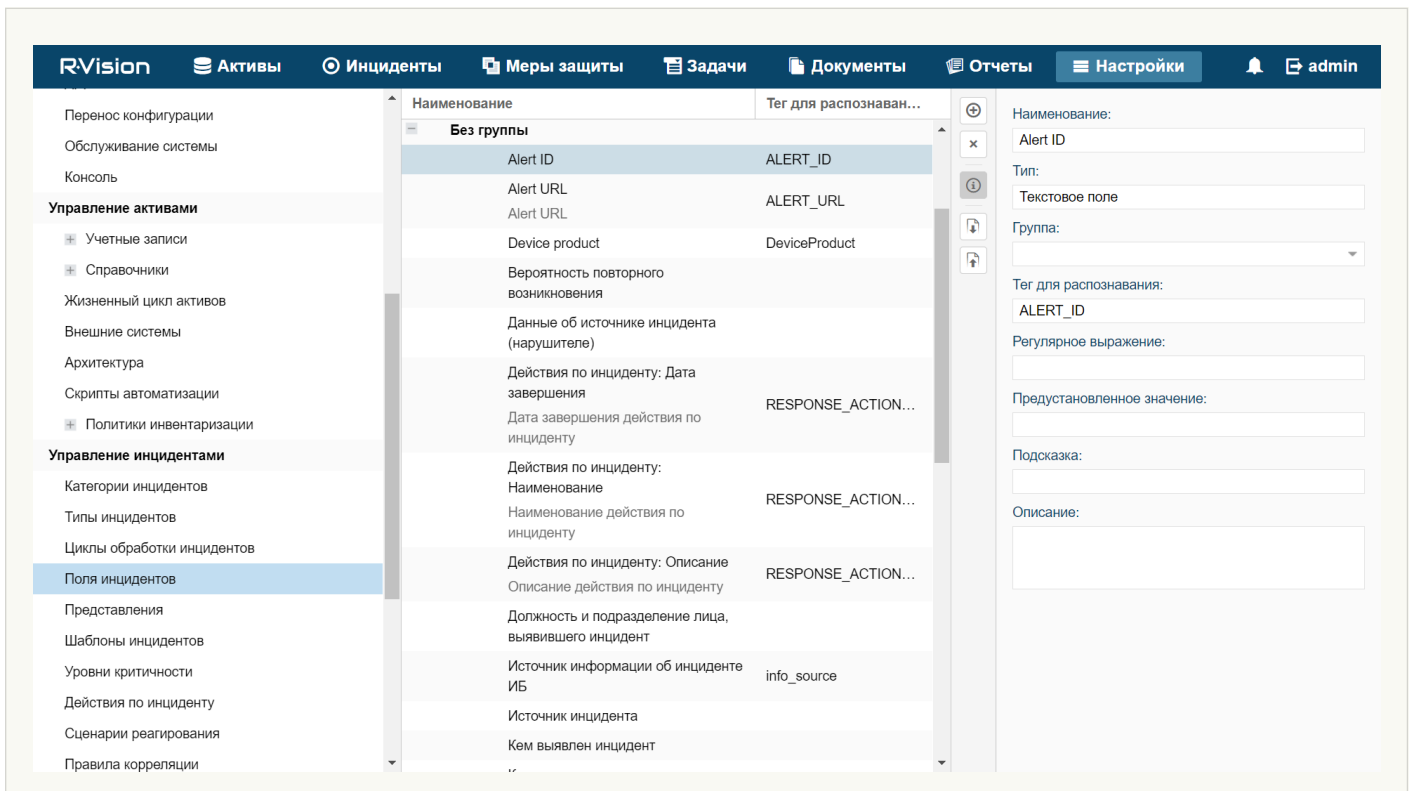 R·Vision Активы Инциденты Меры защиты Задачи Документы Отчеты Настройки admin
Перенос конфигурации
Обслуживание системы
Консоль
Управление активами
Учетные записи
Справочники
Жизненный цикл активов
Внешние системы
Архитектура
Скрипты автоматизации
Политики инвентаризации
Управление инцидентами
Категории инцидентов
Типы инцидентов
Циклы обработки инцидентов
Поля инцидентов
Представления
Шаблоны инцидентов
Уровни критичности
Действия по инциденту
Сценарии реагирования
Правила корреляции
Наименование Тег для распознаван...
Без группы
Alert ID ALERT_ID
Alert URL
Alert URL
ALERT_URL
Device product DeviceProduct
Вероятность повторного
возникновения
Данные об источнике инцидента
(нарушителе)
Действия по инциденту: Дата
завершения
Дата завершения действия по
инциденту
RESPONSE_ACTION...
Действия по инциденту:
Наименование
Наименование действия по
инциденту
RESPONSE_ACTION...
Действия по инциденту: Описание
Описание действия по инциденту
RESPONSE_ACTION...
Должность и подразделение лица,
выявившего инцидент
Источник информации об инциденте
ИБ
info_source
Источник инцидента
Кем выявлен инцидент
Наименование:
Alert ID
Тип:
Текстовое поле
Группа:
Тег для распознавания:
ALERT_ID
Регулярное выражение:
Предустановленное значение:
Подсказка:
Описание: